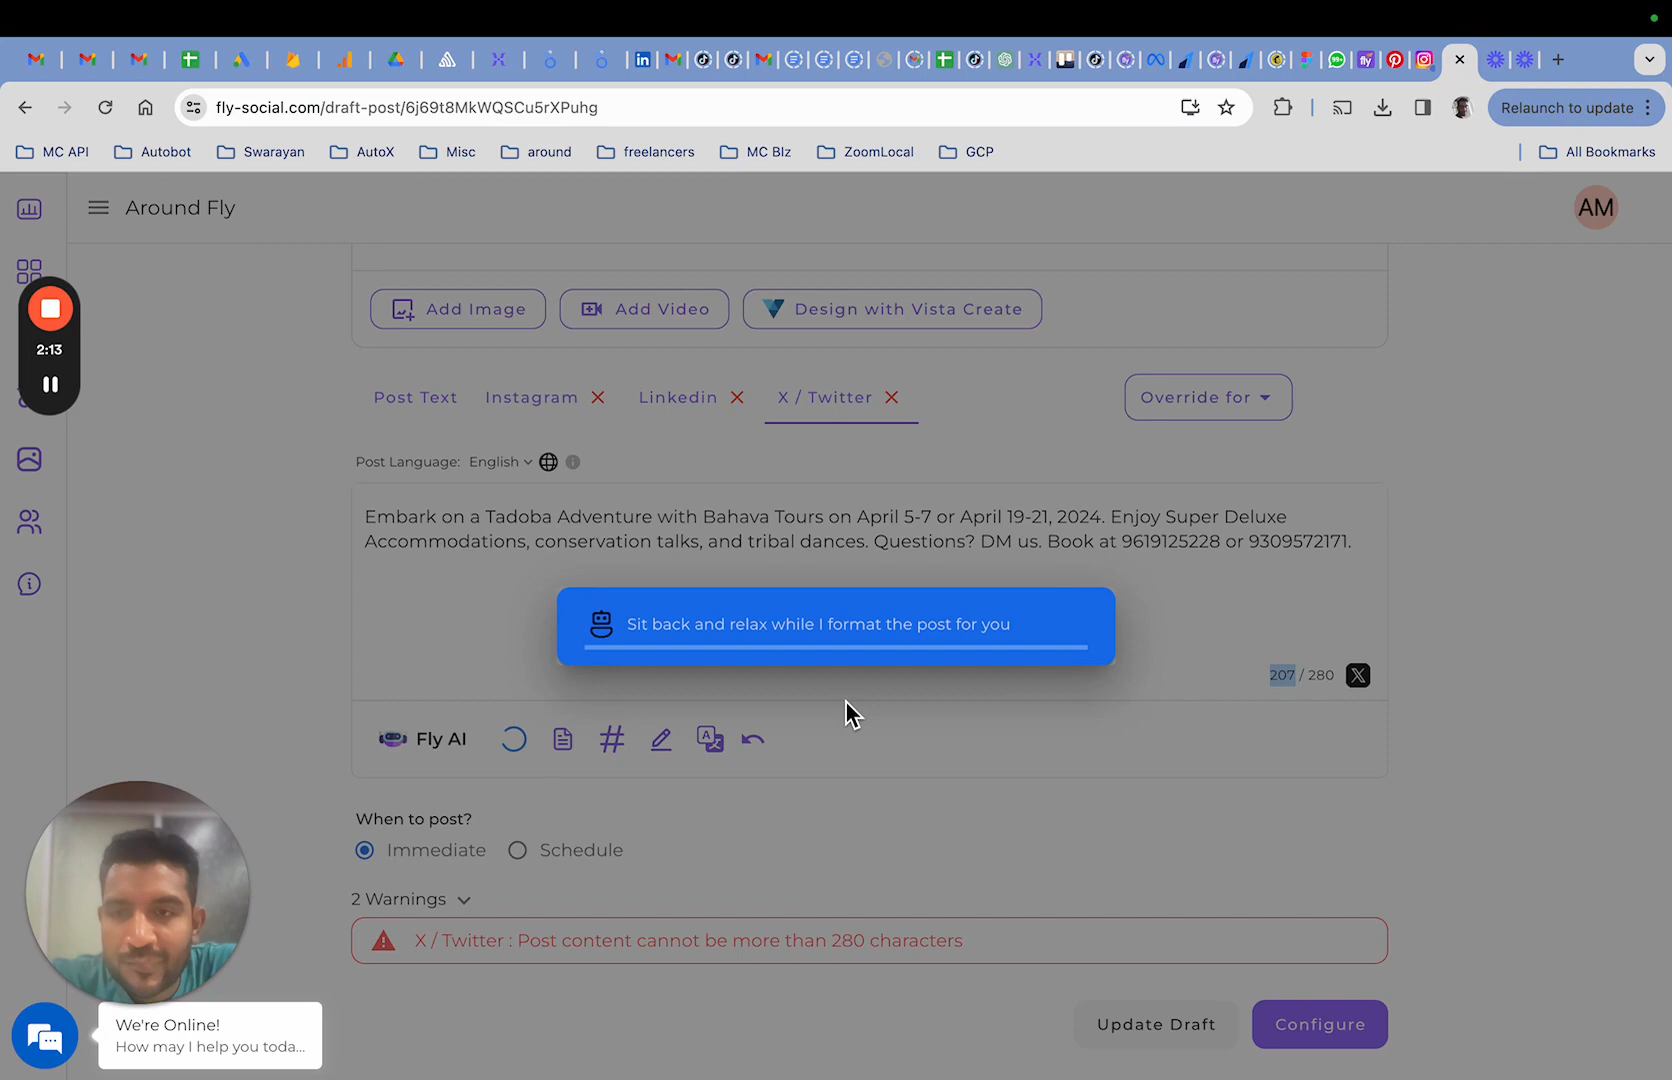 fly-social.com/draft-post/6j69t8MkWQSCu5rXPuhg
Relaunch to update
MC API
Autobot
Swarayan
AutoX
Misc
around
freelancers
MC BIz
ZoomLocal
GCP
All Bookmarks
Around Fly
AM
Add Image
Add Video
Design with Vista Create
2:13
Post Text
Instagram
Linkedin
X / Twitter
Override for
Post Language: English
Embark on a Tadoba Adventure with Bahava Tours on April 5-7 or April 19-21, 2024. Enjoy Super Deluxe
Accommodations, conservation talks, and tribal dances. Questions? DM us. Book at 9619125228 or 9309572171.
Sit back and relax while I format the post for you
207 / 280
Fly AI
When to post?
Immediate
Schedule
2 Warnings
X / Twitter : Post content cannot be more than 280 characters
Update Draft
Configure
We're Online!
How may I help you toda...